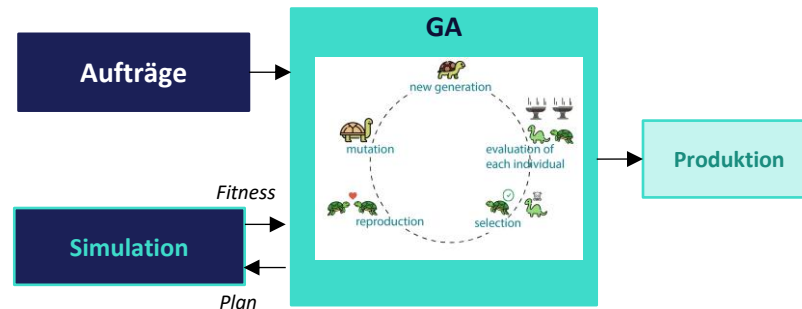 GA
Aufträge
new generation
mutation
evaluation of
each individual
Produktion
Fitness
reproduction
selection
Simulation
Plan